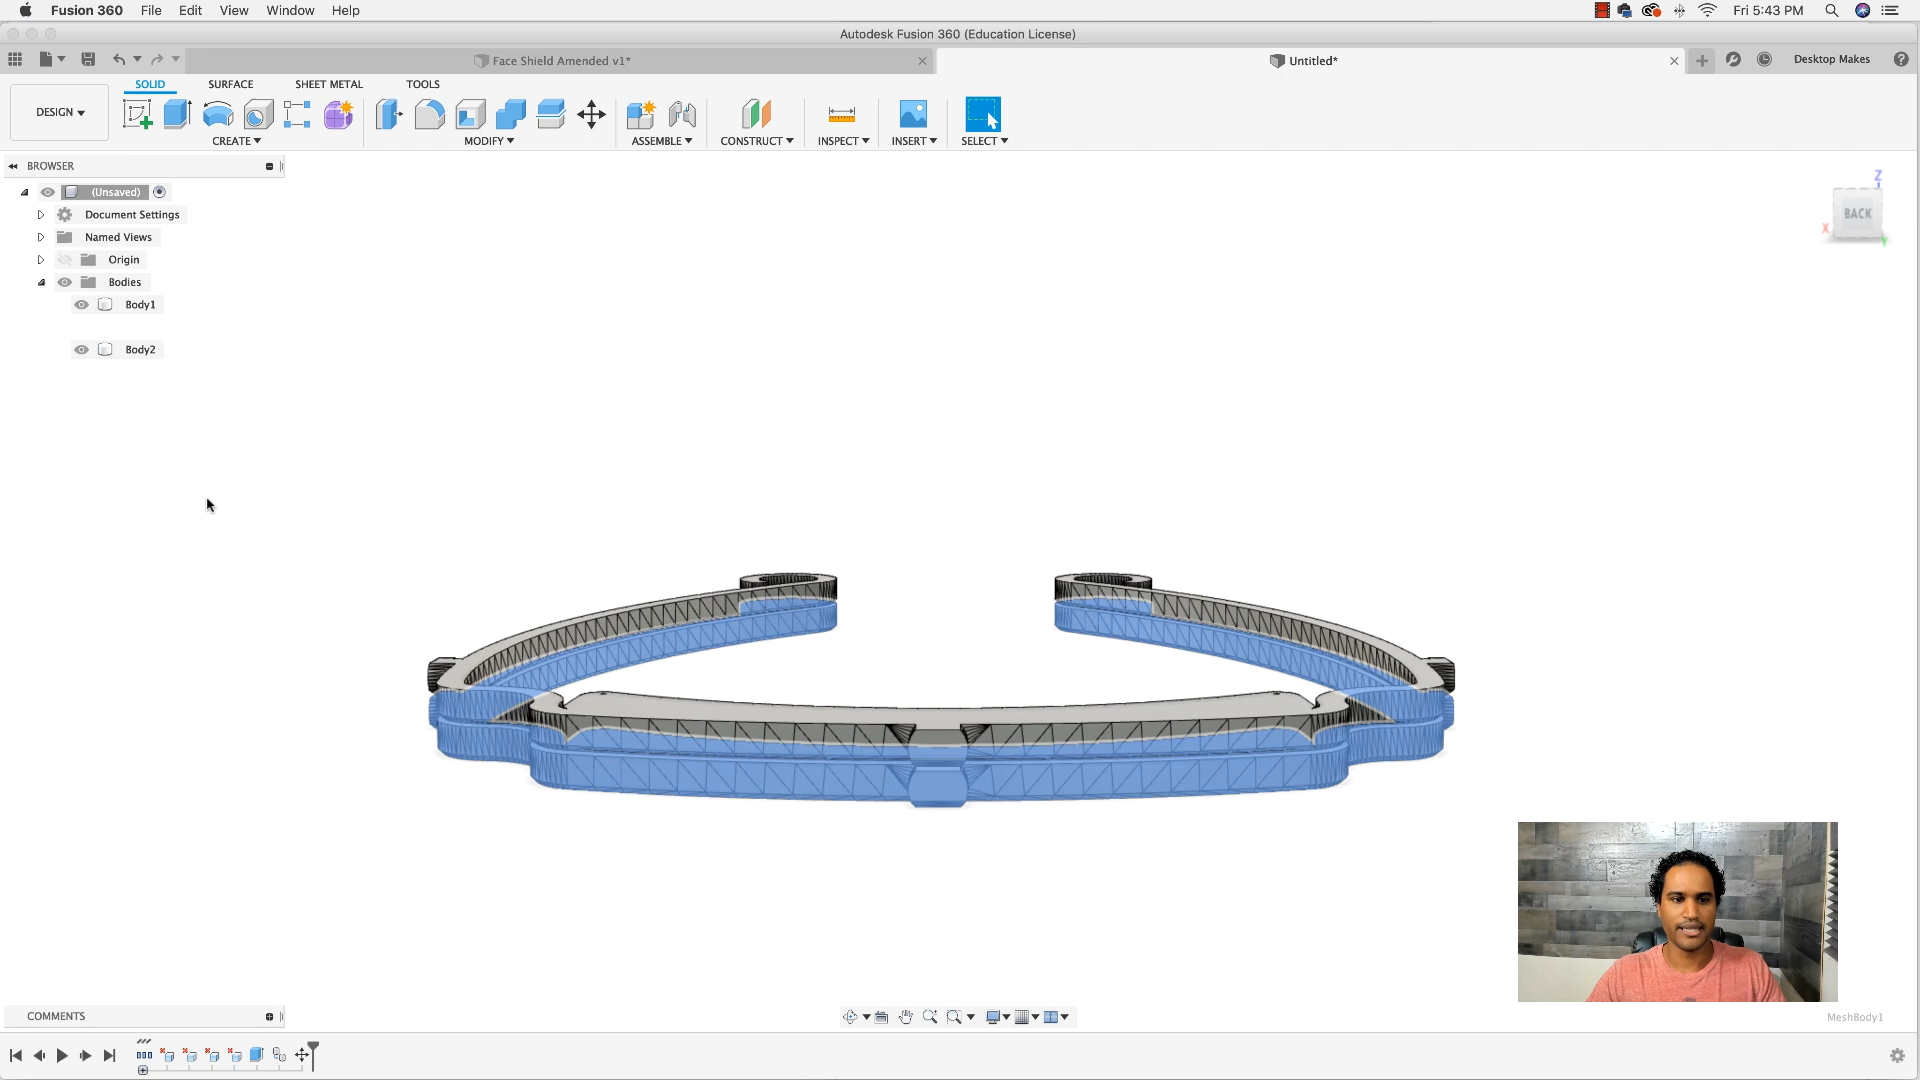 Fusion 360 File Edit View Window Help Fri 5:43 PM
Autodesk Fusion 360 (Education License)
Face Shield Amended v1* Untitled* Desktop Makes
SOLID SURFACE SHEET METAL TOOLS
DESIGN
CREATE MODIFY ASSEMBLE CONSTRUCT INSPECT INSERT SELECT
BROWSER
(Unsaved)
Document Settings
Named Views
Origin
Bodies
Body1
Body2
Z
BACK
X
Y
COMMENTS
MeshBody1